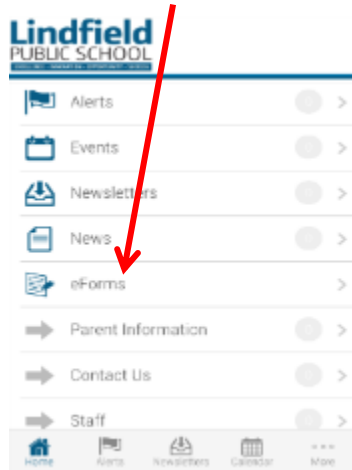 Lindfield
PUBLIC SCHOOL
Alerts
Events
Newsletters
News
eForms
Parent Information
Contact Us
Staff
Home Alerts Newsletters Calendar More